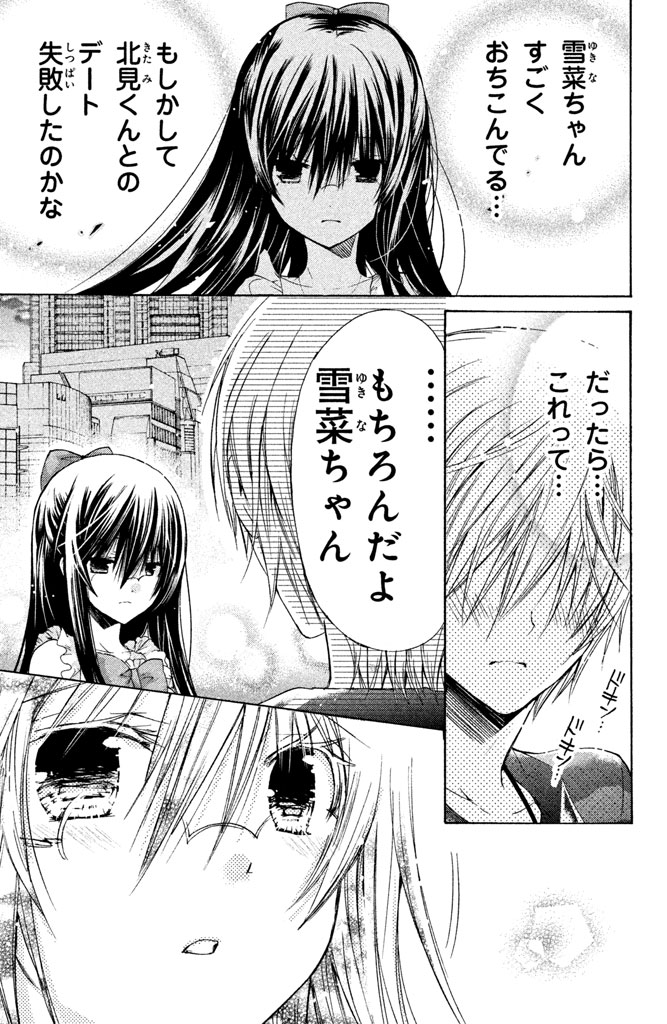 雪菜ちゃん
すごく
おちこんでる…
もしかして
北見くんとの
デート
失敗したのかな
だったら…
これって…
ズキン…
ズキン…
……
もちろんだよ
雪菜ちゃん